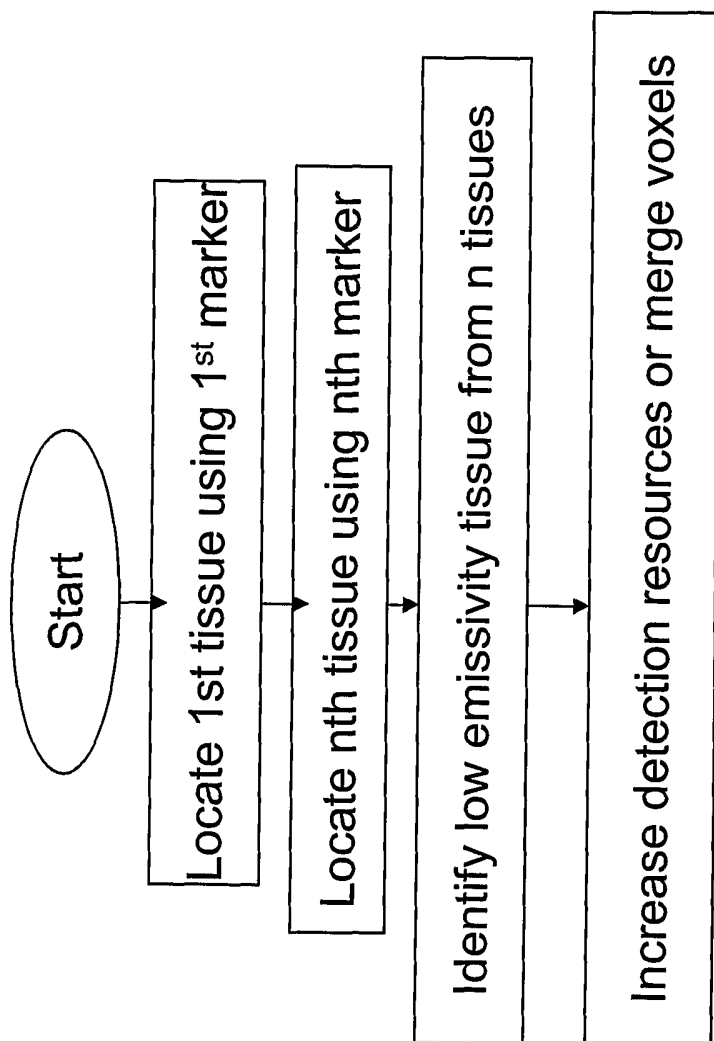 Start
Locate 1st tissue using 1st marker
Locate nth tissue using nth marker
Identify low emissivity tissue from n tissues
Increase detection resources or merge voxels